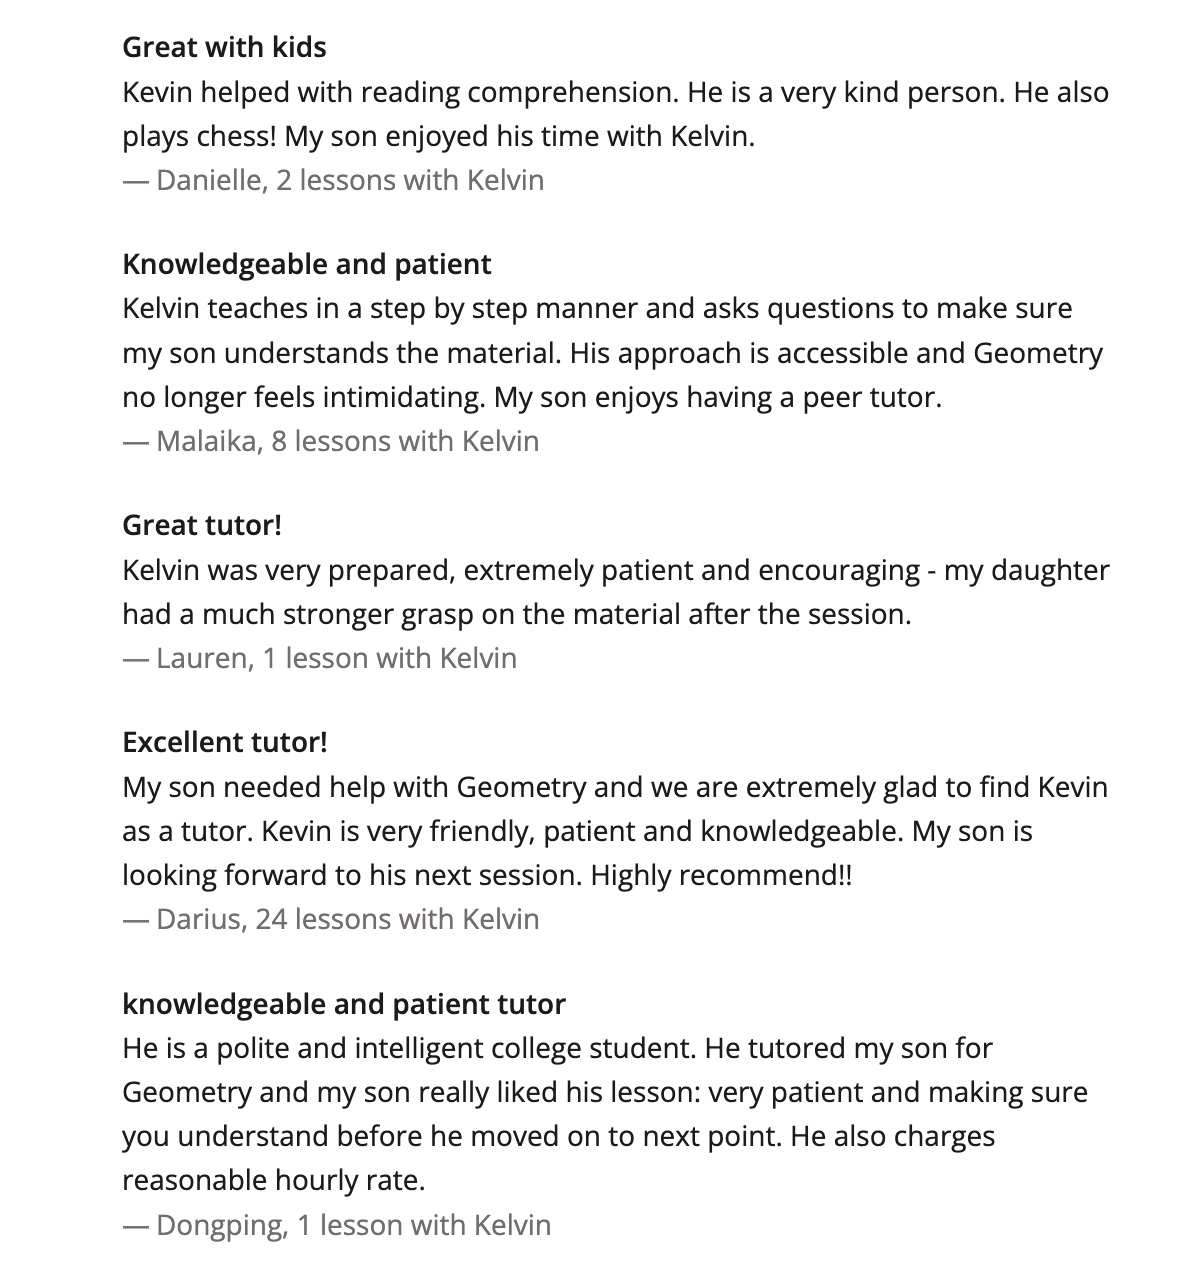 Great with kids
Kevin helped with reading comprehension. He is a very kind person. He also
plays chess! My son enjoyed his time with Kelvin.
— Danielle, 2 lessons with Kelvin
Knowledgeable and patient
Kelvin teaches in a step by step manner and asks questions to make sure
my son understands the material. His approach is accessible and Geometry
no longer feels intimidating. My son enjoys having a peer tutor.
— Malaika, 8 lessons with Kelvin
Great tutor!
Kelvin was very prepared, extremely patient and encouraging - my daughter
had a much stronger grasp on the material after the session.
— Lauren, 1 lesson with Kelvin
Excellent tutor!
My son needed help with Geometry and we are extremely glad to find Kevin
as a tutor. Kevin is very friendly, patient and knowledgeable. My son is
looking forward to his next session. Highly recommend!!
— Darius, 24 lessons with Kelvin
knowledgeable and patient tutor
He is a polite and intelligent college student. He tutored my son for
Geometry and my son really liked his lesson: very patient and making sure
you understand before he moved on to next point. He also charges
reasonable hourly rate.
— Dongping, 1 lesson with Kelvin